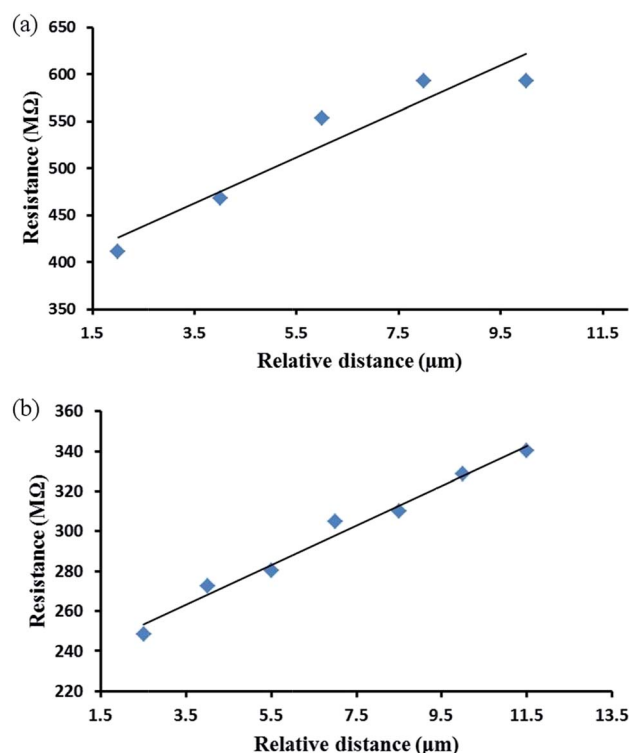 (a)
650
600
550
500
450
400
350
Resistance (MΩ)
1.5 3.5 5.5 7.5 9.5 11.5
Relative distance (μm)
(b)
360
340
320
300
280
260
240
220
Resistance (MΩ)
1.5 3.5 5.5 7.5 9.5 11.5 13.5
Relative distance (μm)